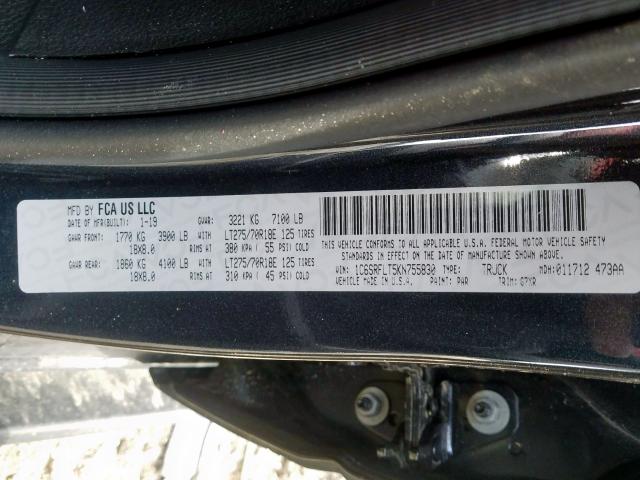 MFD BY FCA US LLC
DATE OF MFR(BUILT): 1-19 GVWR: 3221 KG 7100 LB
GAWR FRONT: 1770 KG 3900 LB WITH LT275/70R18E 125 TIRES
18X8.0 RIMS AT 380 KPA ( 55 PSI) COLD
GAWR REAR: 1860 KG 4100 LB WITH LT275/70R18E 125 TIRES
18X8.0 RIMS AT 310 KPA ( 45 PSI) COLD
THIS VEHICLE CONFORMS TO ALL APPLICABLE U.S.A. FEDERAL MOTOR VEHICLE SAFETY
STANDARDS IN EFFECT ON THE DATE OF MANUFACTURE SHOWN ABOVE.
VIN: 1C6SRFLT5KN755830 TYPE: TRUCK MDH: 011712 473AA
VEHICLE MADE IN U.S.A. PAINT: PAR TRIM: G7XR